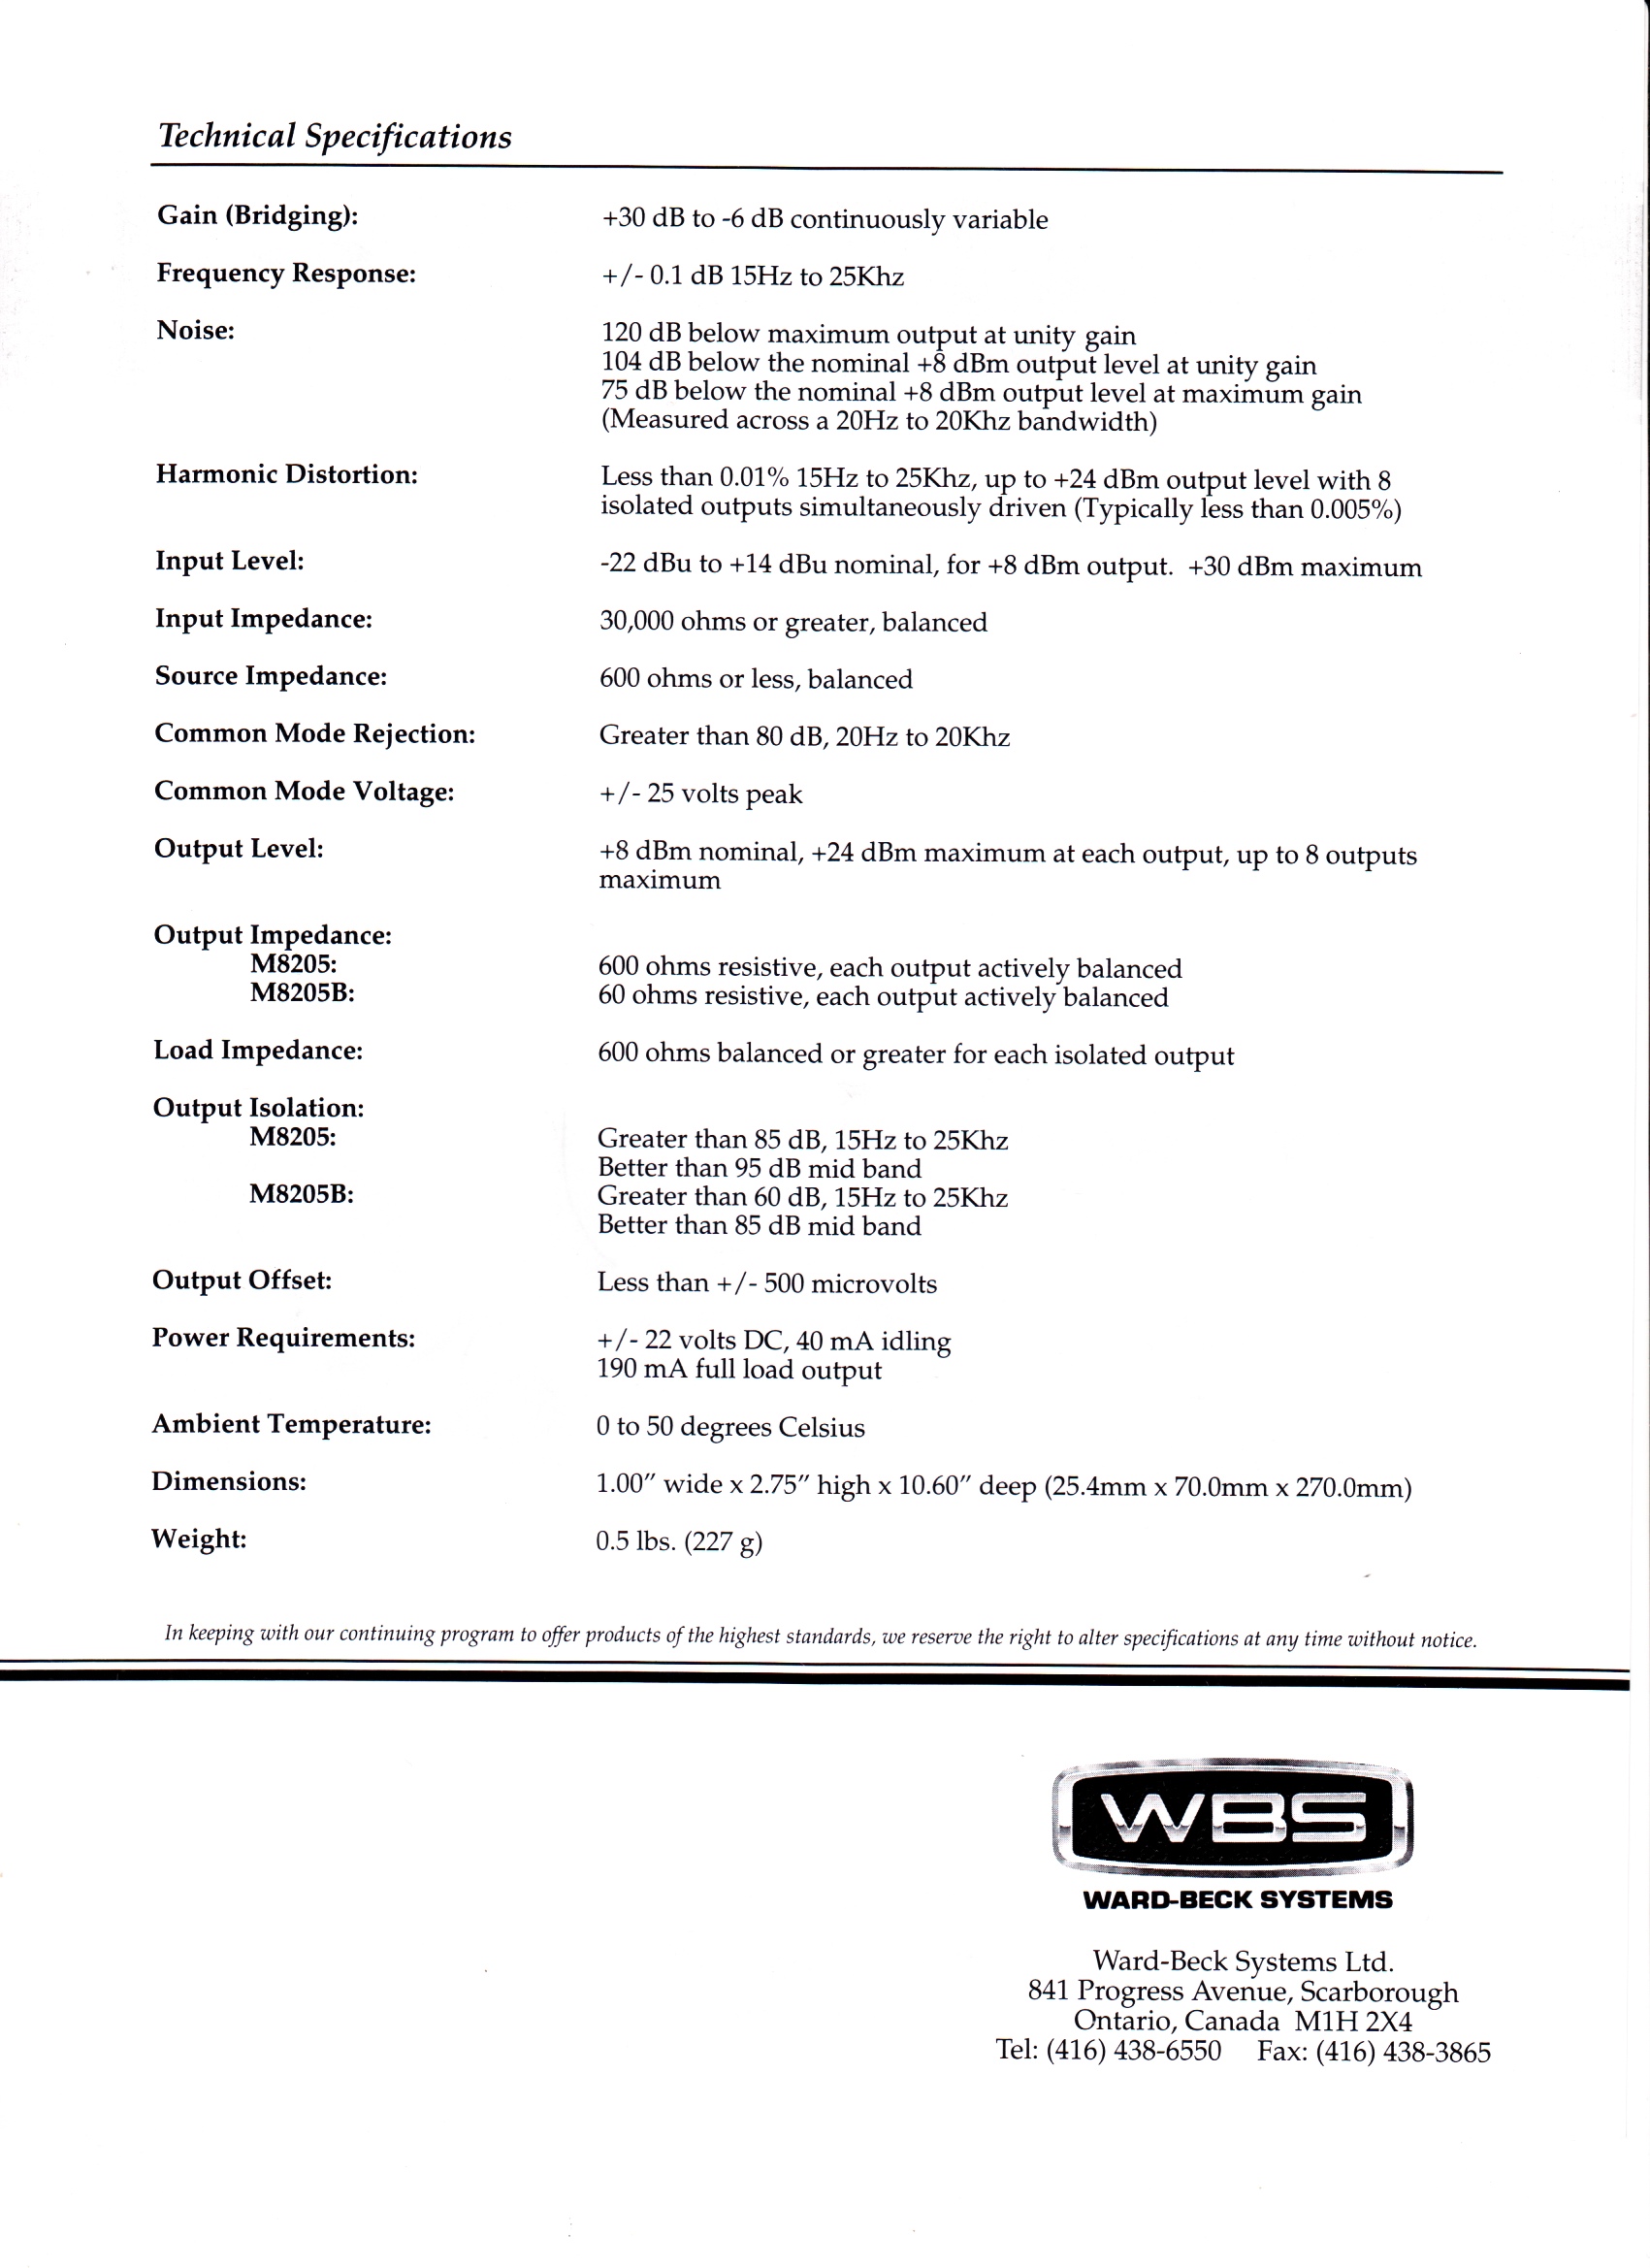 Technical Specifications
Gain (Bridging): +30 dB to -6 dB continuously variable
Frequency Response: +/- 0.1 dB 15Hz to 25Khz
Noise: 120 dB below maximum output at unity gain
104 dB below the nominal +8 dBm output level at unity gain
75 dB below the nominal +8 dBm output level at maximum gain
(Measured across a 20Hz to 20Khz bandwidth)
Harmonic Distortion: Less than 0.01% 15Hz to 25Khz, up to +24 dBm output level with 8
isolated outputs simultaneously driven (Typically less than 0.005%)
Input Level: -22 dBu to +14 dBu nominal, for +8 dBm output. +30 dBm maximum
Input Impedance: 30,000 ohms or greater, balanced
Source Impedance: 600 ohms or less, balanced
Common Mode Rejection: Greater than 80 dB, 20Hz to 20Khz
Common Mode Voltage: +/- 25 volts peak
Output Level: +8 dBm nominal, +24 dBm maximum at each output, up to 8 outputs
maximum
Output Impedance:
M8205: 600 ohms resistive, each output actively balanced
M8205B: 60 ohms resistive, each output actively balanced
Load Impedance: 600 ohms balanced or greater for each isolated output
Output Isolation:
M8205: Greater than 85 dB, 15Hz to 25Khz
Better than 95 dB mid band
M8205B: Greater than 60 dB, 15Hz to 25Khz
Better than 85 dB mid band
Output Offset: Less than +/- 500 microvolts
Power Requirements: +/- 22 volts DC, 40 mA idling
190 mA full load output
Ambient Temperature: 0 to 50 degrees Celsius
Dimensions: 1.00" wide x 2.75" high x 10.60" deep (25.4mm x 70.0mm x 270.0mm)
Weight: 0.5 lbs. (227 g)
In keeping with our continuing program to offer products of the highest standards, we reserve the right to alter specifications at any time without notice.
WBS
WARD-BECK SYSTEMS
Ward-Beck Systems Ltd.
841 Progress Avenue, Scarborough
Ontario, Canada M1H 2X4
Tel: (416) 438-6550 Fax: (416) 438-3865